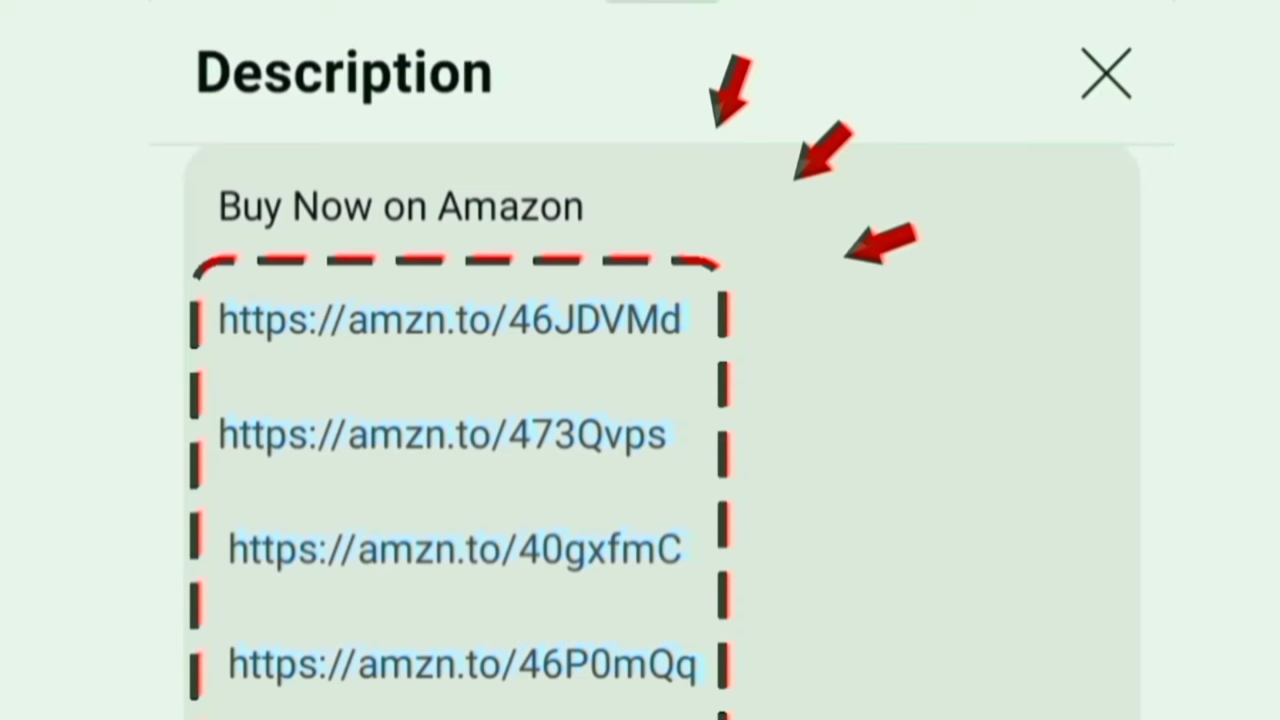 Description
Buy Now on Amazon
https://amzn.to/46JDVMd
https://amzn.to/473Qvps
https://amzn.to/40gxfmC
https://amzn.to/46P0mQq